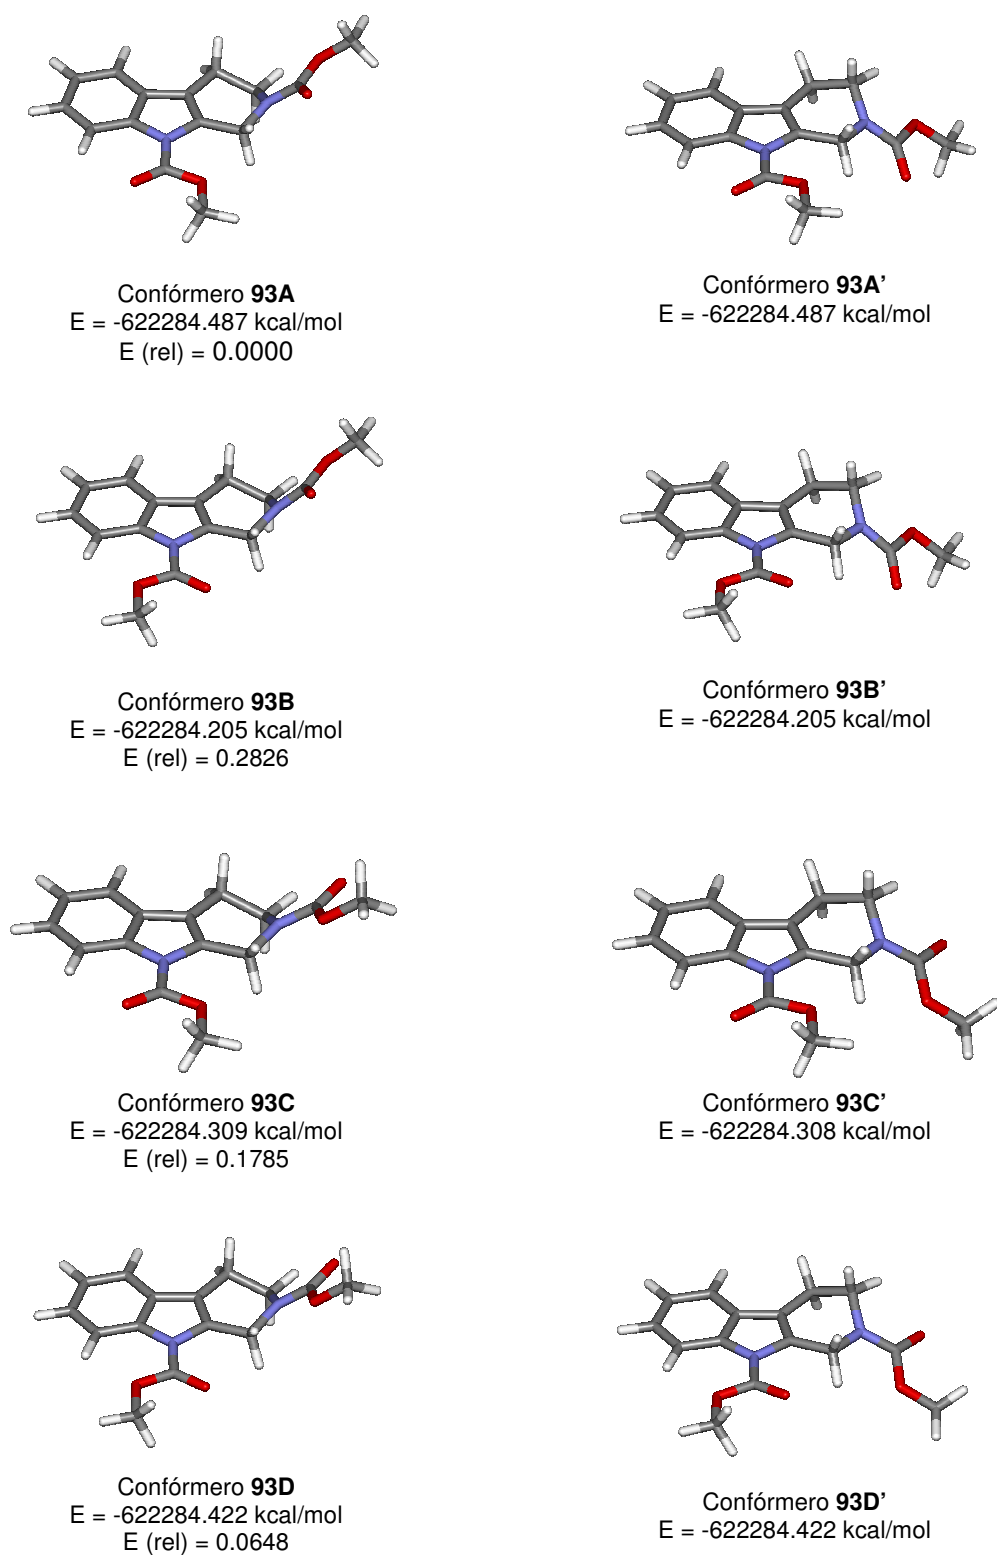 Confórmero 93A
E = -622284.487 kcal/mol
E (rel) = 0.0000
Confórmero 93A’
E = -622284.487 kcal/mol
Confórmero 93B
E = -622284.205 kcal/mol
E (rel) = 0.2826
Confórmero 93B’
E = -622284.205 kcal/mol
Confórmero 93C
E = -622284.309 kcal/mol
E (rel) = 0.1785
Confórmero 93C’
E = -622284.308 kcal/mol
Confórmero 93D
E = -622284.422 kcal/mol
E (rel) = 0.0648
Confórmero 93D’
E = -622284.422 kcal/mol